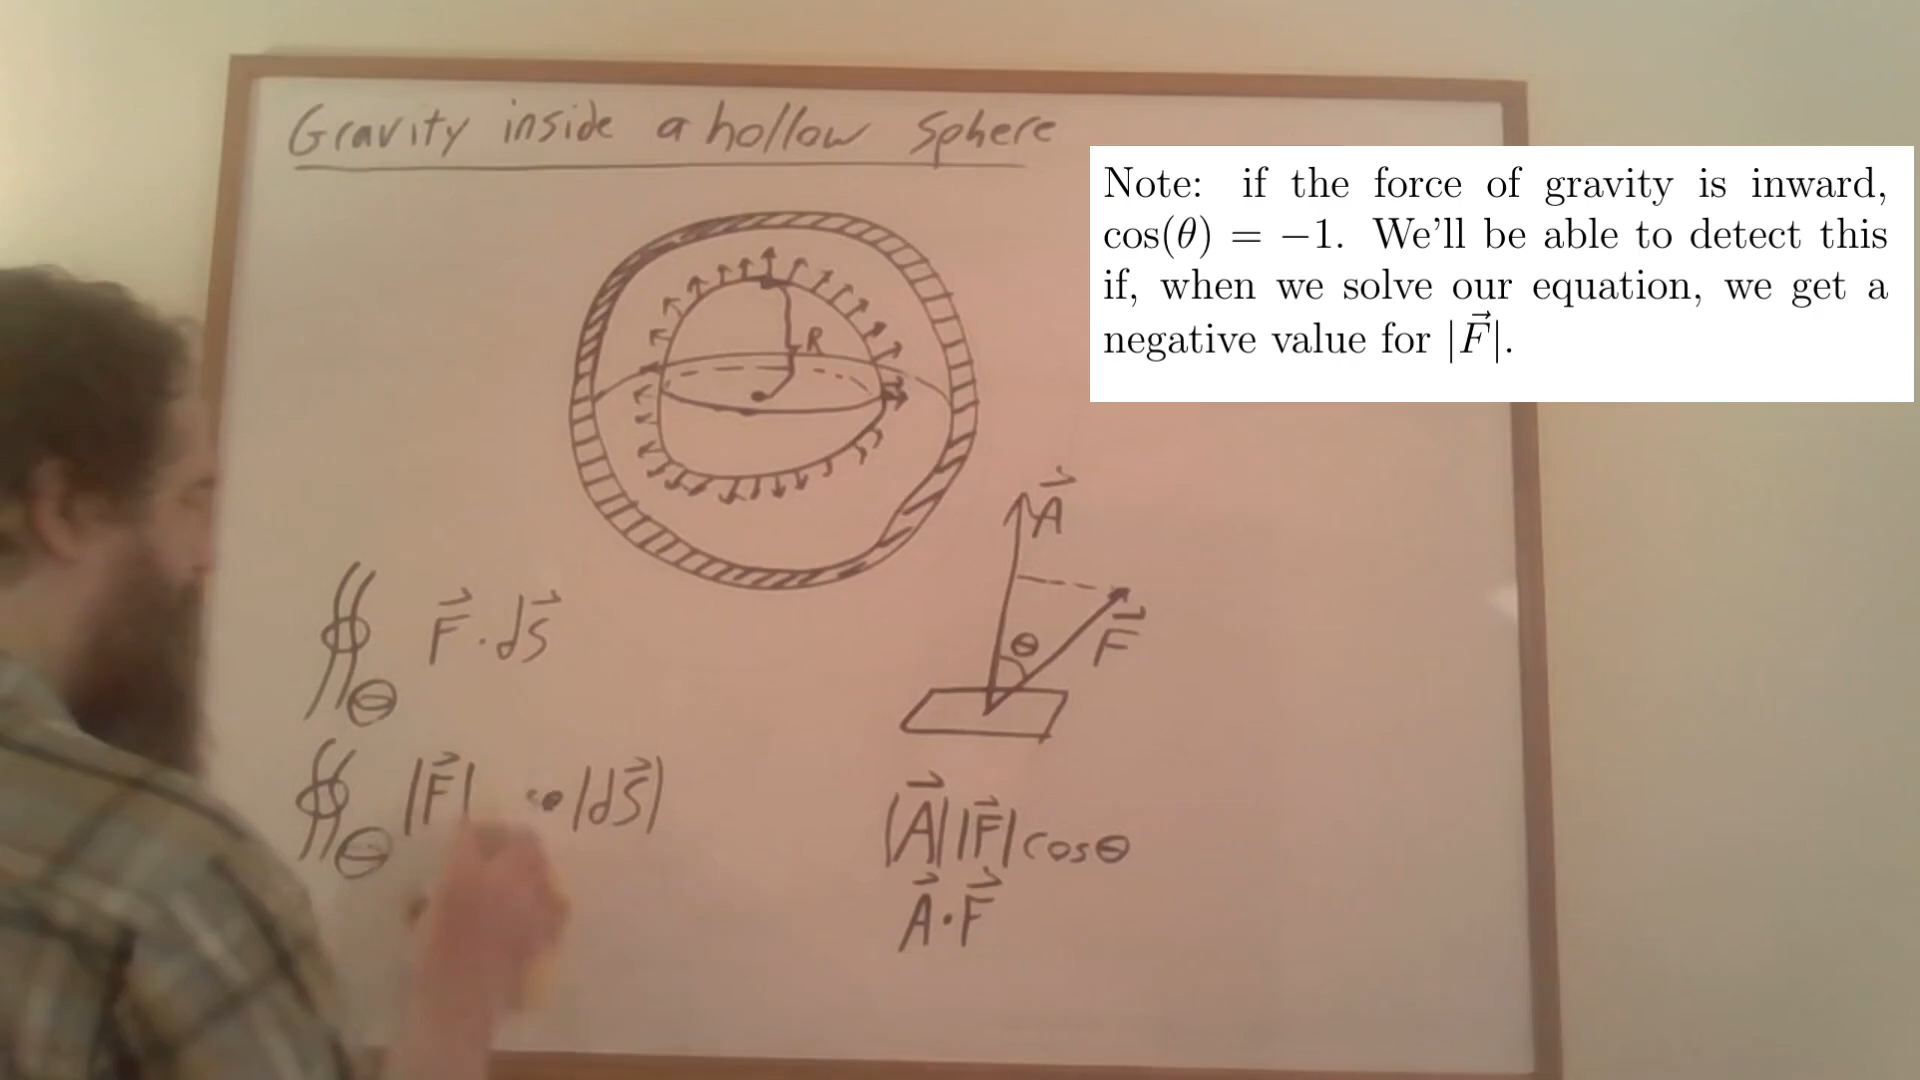 Gravity inside a hollow sphere
Note: if the force of gravity is inward,
cos(θ) = −1. We'll be able to detect this
if, when we solve our equation, we get a
negative value for |F⃗|.
R
A⃗
θ
F⃗
∯ F⃗ · dS⃗
∯ |F⃗| |dS⃗|
|A⃗||F⃗|cosθ
A⃗ · F⃗